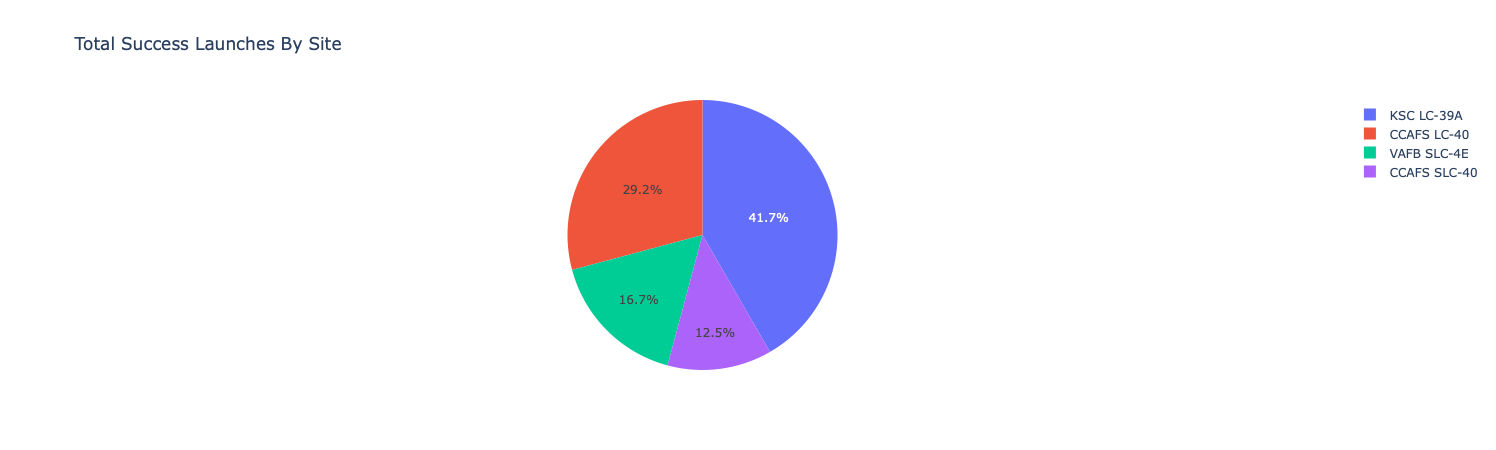 Total Success Launches By Site
29.2%
41.7%
16.7%
12.5%
KSC LC-39A
CCAFS LC-40
VAFB SLC-4E
CCAFS SLC-40